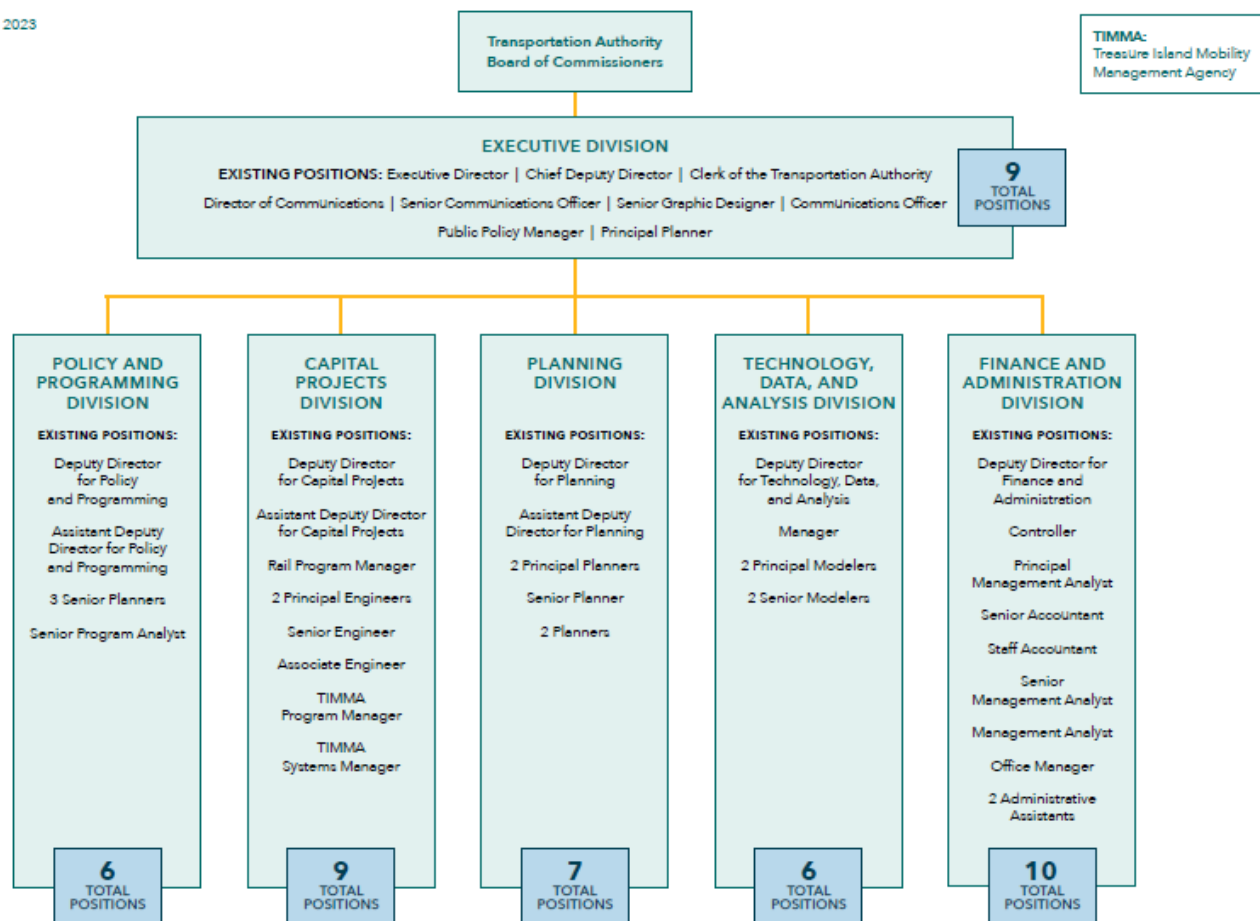 2023
Transportation Authority
Board of Commissioners
TIMMA:
Treasure Island Mobility
Management Agency
EXECUTIVE DIVISION
EXISTING POSITIONS: Executive Director | Chief Deputy Director | Clerk of the Transportation Authority
Director of Communications | Senior Communications Officer | Senior Graphic Designer | Communications Officer
Public Policy Manager | Principal Planner
9
TOTAL
POSITIONS
POLICY AND
PROGRAMMING
DIVISION
EXISTING POSITIONS:
Deputy Director
for Policy
and Programming
Assistant Deputy
Director for Policy
and Programming
3 Senior Planners
Senior Program Analyst
6
TOTAL
POSITIONS
CAPITAL
PROJECTS
DIVISION
EXISTING POSITIONS:
Deputy Director
for Capital Projects
Assistant Deputy Director
for Capital Projects
Rail Program Manager
2 Principal Engineers
Senior Engineer
Associate Engineer
TIMMA
Program Manager
TIMMA
Systems Manager
9
TOTAL
POSITIONS
PLANNING
DIVISION
EXISTING POSITIONS:
Deputy Director
for Planning
Assistant Deputy
Director for Planning
2 Principal Planners
Senior Planner
2 Planners
7
TOTAL
POSITIONS
TECHNOLOGY,
DATA, AND
ANALYSIS DIVISION
EXISTING POSITIONS:
Deputy Director
for Technology, Data,
and Analysis
Manager
2 Principal Modelers
2 Senior Modelers
6
TOTAL
POSITIONS
FINANCE AND
ADMINISTRATION
DIVISION
EXISTING POSITIONS:
Deputy Director for
Finance and
Administration
Controller
Principal
Management Analyst
Senior Accountant
Staff Accountant
Senior
Management Analyst
Management Analyst
Office Manager
2 Administrative
Assistants
10
TOTAL
POSITIONS